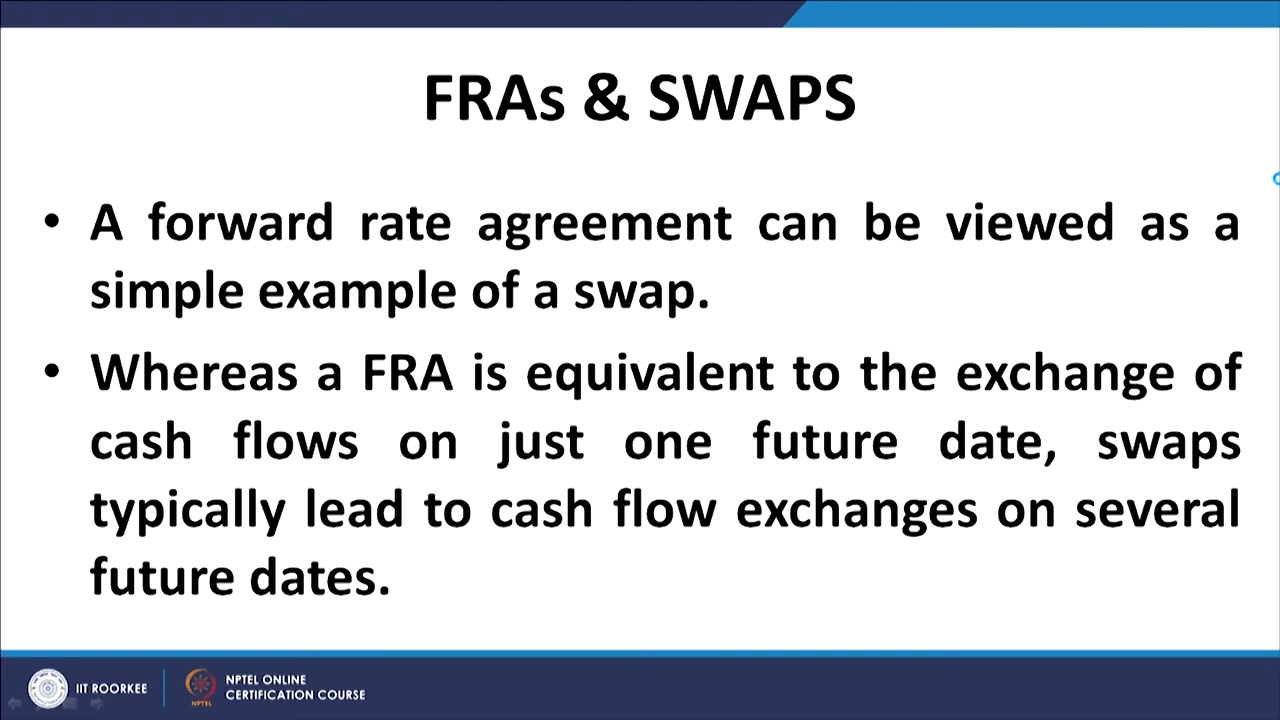 FRAs & SWAPS
• A forward rate agreement can be viewed as a
simple example of a swap.
• Whereas a FRA is equivalent to the exchange of
cash flows on just one future date, swaps
typically lead to cash flow exchanges on several
future dates.
IIT ROORKEE
NPTEL
NPTEL ONLINE
CERTIFICATION COURSE